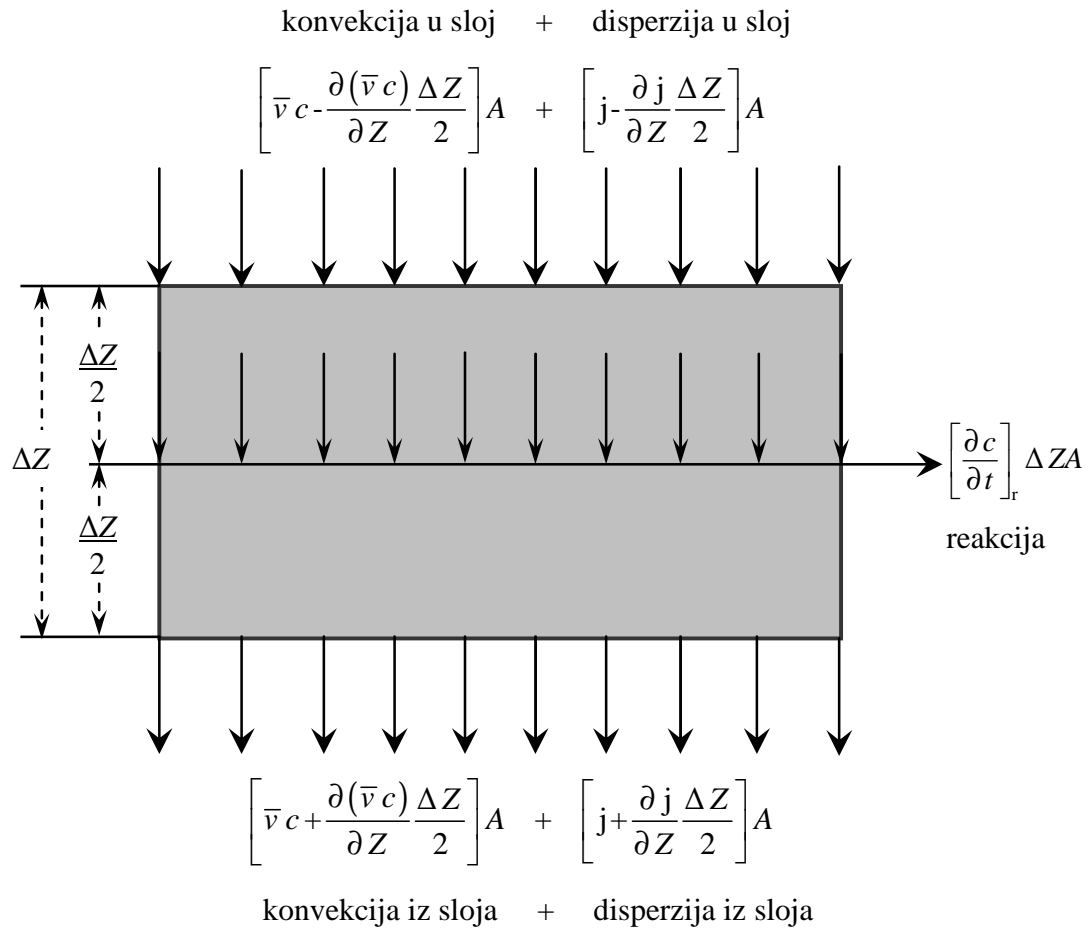 konvekcija u sloj + disperzija u sloj
[v̅ c - ∂(v̅ c)/∂Z ΔZ/2] A + [j - ∂j/∂Z ΔZ/2] A
ΔZ/2
ΔZ
ΔZ/2
[∂c/∂t]r ΔZA
reakcija
[v̅ c + ∂(v̅ c)/∂Z ΔZ/2] A + [j + ∂j/∂Z ΔZ/2] A
konvekcija iz sloja + disperzija iz sloja